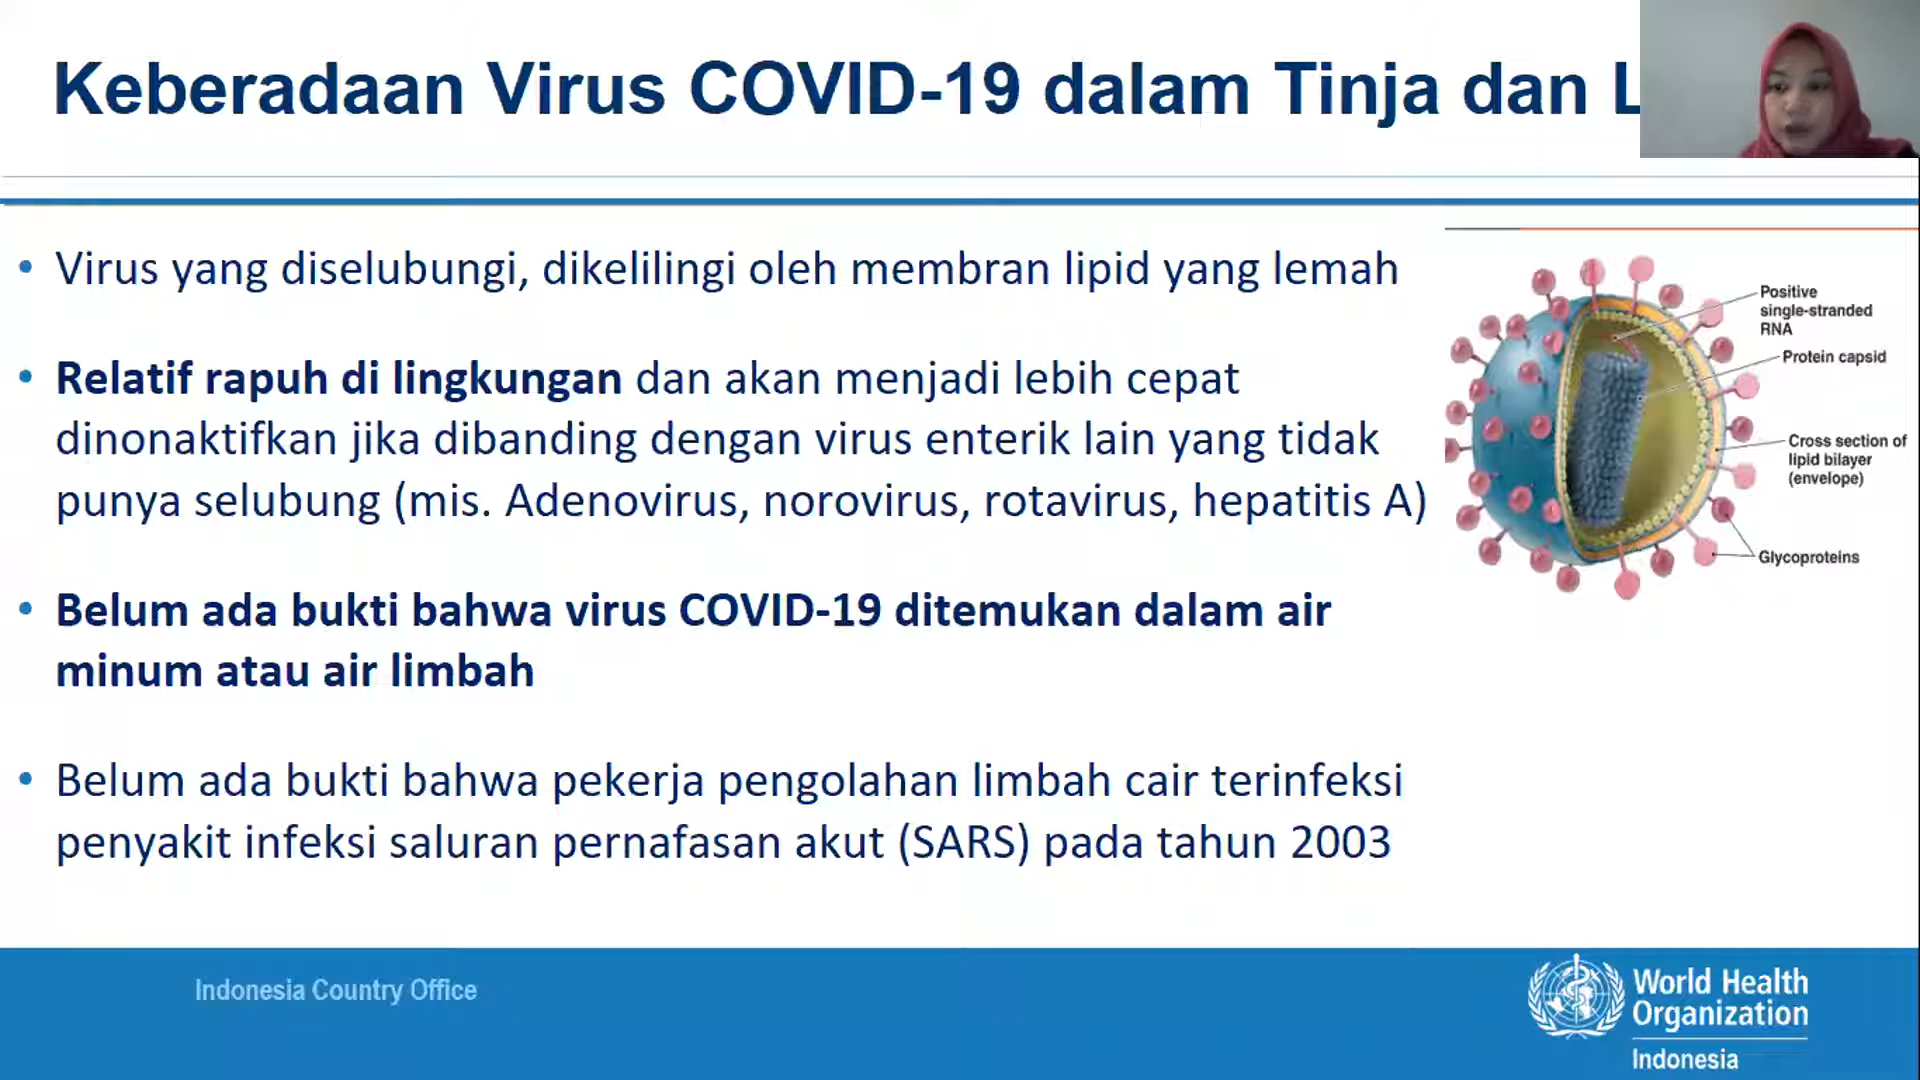 Keberadaan Virus COVID-19 dalam Tinja dan L
• Virus yang diselubungi, dikelilingi oleh membran lipid yang lemah
• Relatif rapuh di lingkungan dan akan menjadi lebih cepat
dinonaktifkan jika dibanding dengan virus enterik lain yang tidak
punya selubung (mis. Adenovirus, norovirus, rotavirus, hepatitis A)
• Belum ada bukti bahwa virus COVID-19 ditemukan dalam air
minum atau air limbah
• Belum ada bukti bahwa pekerja pengolahan limbah cair terinfeksi
penyakit infeksi saluran pernafasan akut (SARS) pada tahun 2003
Positive
single-stranded
RNA
Protein capsid
Cross section of
lipid bilayer
(envelope)
Glycoproteins
Indonesia Country Office
World Health
Organization
Indonesia